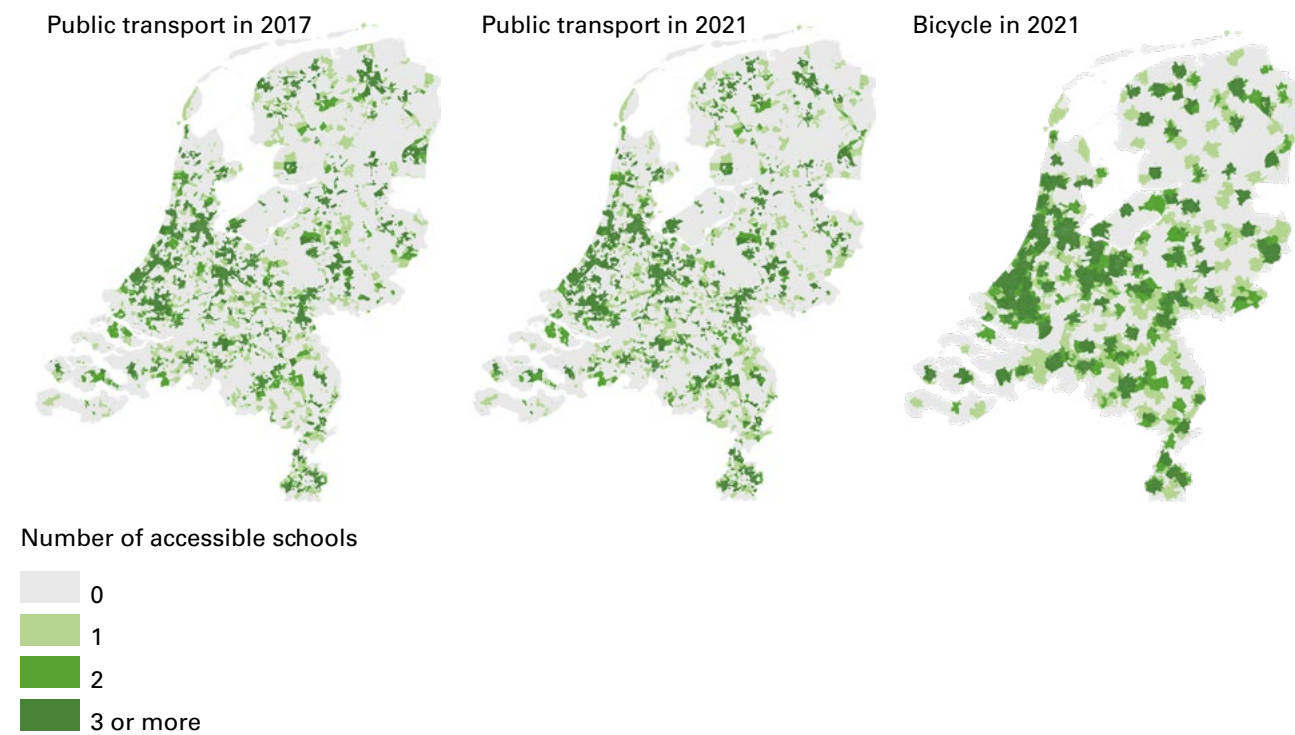 Public transport in 2017
Public transport in 2021
Bicycle in 2021
Number of accessible schools
0
1
2
3 or more